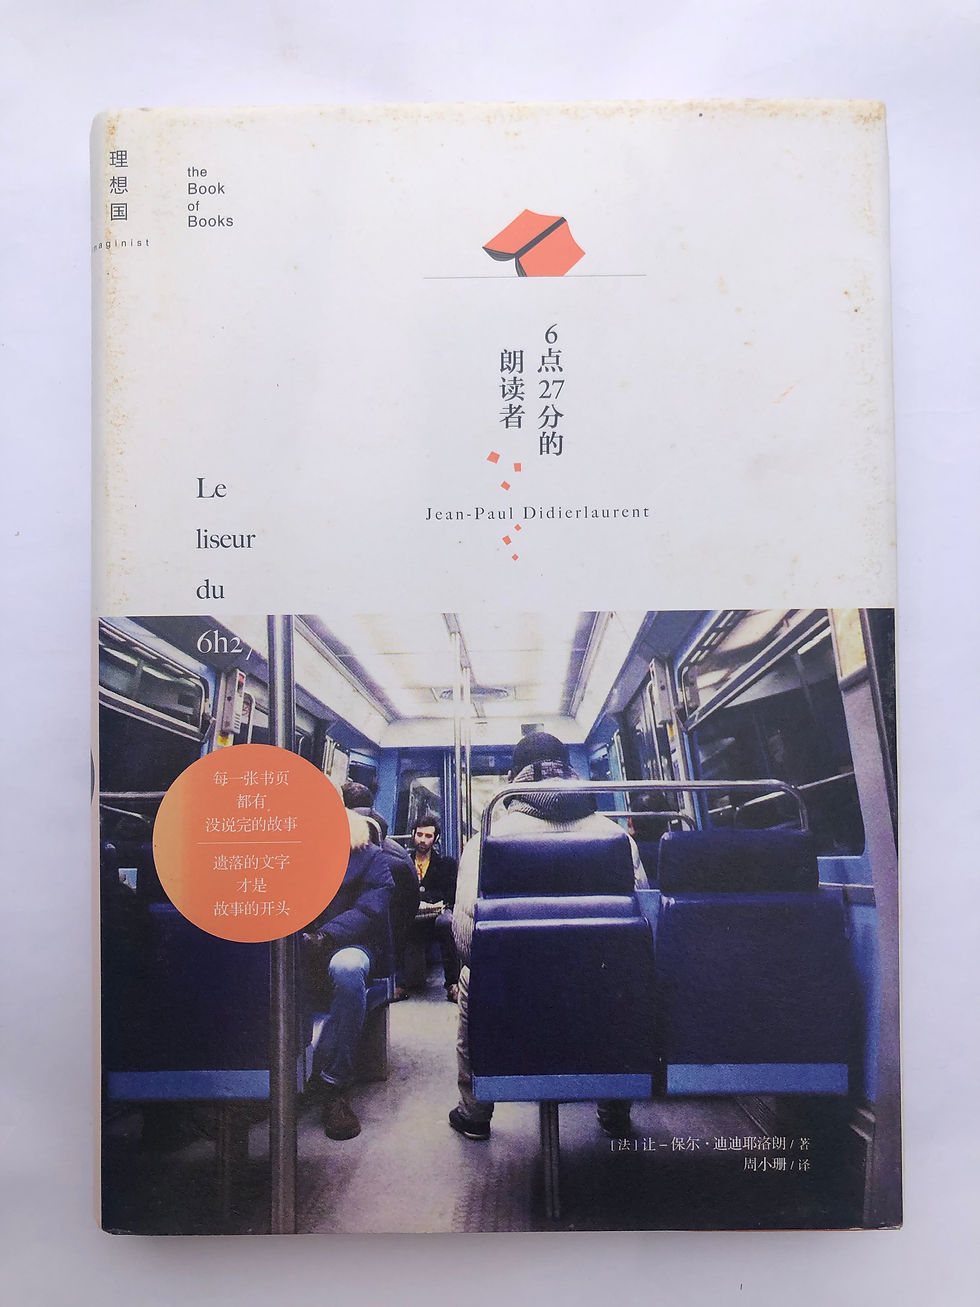 理想国
maginist
the
Book
of
Books
6点27分的
朗读者
Jean-Paul Didierlaurent
Le
liseur
du
6h27
每一张书页
都有
没说完的故事
遗落的文字
才是
故事的开头
[法] 让－保尔·迪迪耶洛朗 / 著
周小珊 / 译